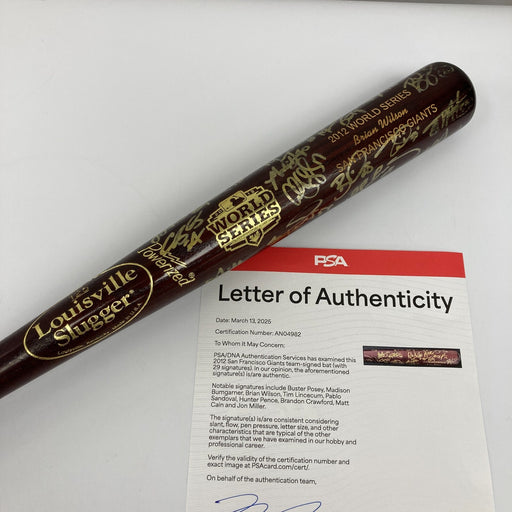 2012 WORLD SERIES
Brian Wilson
SAN FRANCISCO GIANTS
WORLD
SERIES
Powerized
Louisville
Slugger
PSA
Letter of Authenticity
Date: March 13, 2025
Certification Number: AN04982
To Whom it May Concern:
PSA/DNA Authentication Services has examined this
2012 San Francisco Giants team-signed bat (with
29 signatures). In our opinion, the aforementioned
signature(s) is/are authentic.
Notable signatures include Buster Posey, Madison
Bumgarner, Brian Wilson, Tim Lincecum, Pablo
Sandoval, Hunter Pence, Brandon Crawford, Matt
Cain and Jon Miller.
The signature(s) is/are consistent considering
slant, flow, pen pressure, letter size, and other
characteristics that are typical of the other
exemplars that we have examined in our hobby and
professional career.
Verify the validity of the certification number and
exact image at PSAcard.com/cert/.
On behalf of the authentication team,